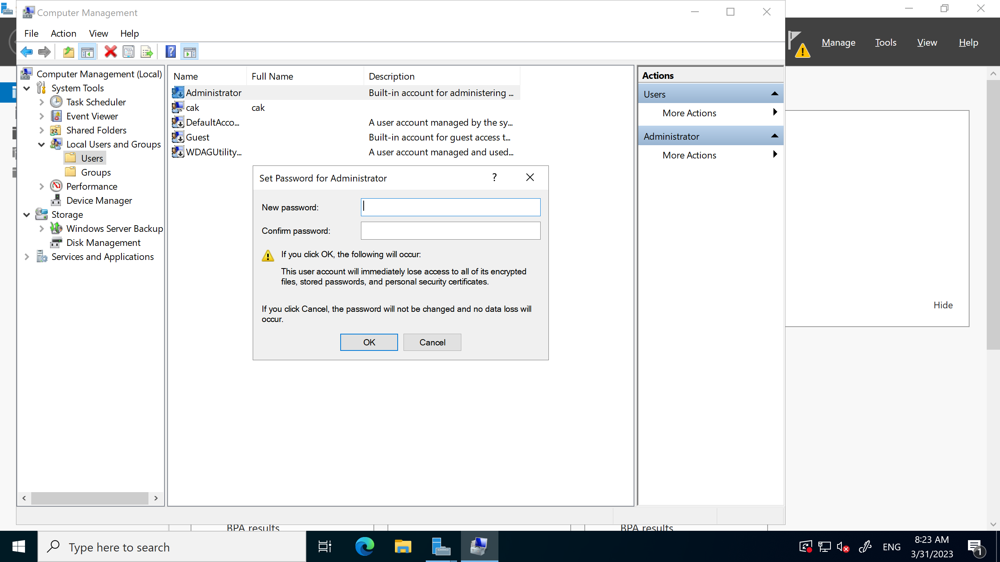 Computer Management
File Action View Help
Manage Tools View Help
Computer Management (Local)
System Tools
Task Scheduler
Event Viewer
Shared Folders
Local Users and Groups
Users
Groups
Performance
Device Manager
Storage
Windows Server Backup
Disk Management
Services and Applications
Name Full Name Description
Administrator Built-in account for administering ...
cak cak
DefaultAcco... A user account managed by the sy...
Guest Built-in account for guest access t...
WDAGUtility... A user account managed and used...
Actions
Users
More Actions
Administrator
More Actions
Set Password for Administrator
New password:
Confirm password:
If you click OK, the following will occur:
This user account will immediately lose access to all of its encrypted
files, stored passwords, and personal security certificates.
If you click Cancel, the password will not be changed and no data loss will
occur.
OK Cancel
Hide
BPA results BPA results
Type here to search
ENG
8:23 AM
3/31/2023
1